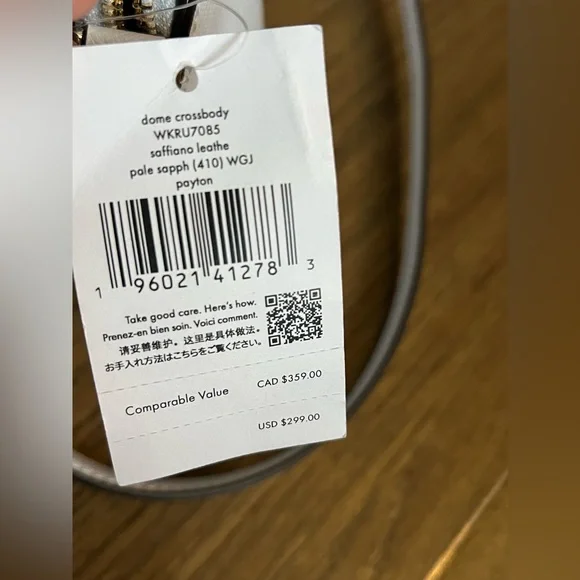 dome crossbody
WKRU7085
saffiano leathe
pale sapph (410) WGJ
payton
1 96021 41278 3
Take good care. Here's how.
Prenez-en bien soin. Voici comment.
请妥善维护。这里是具体做法。
お手入れ方法はこちらをご覧ください。
Comparable Value CAD $359.00
USD $299.00